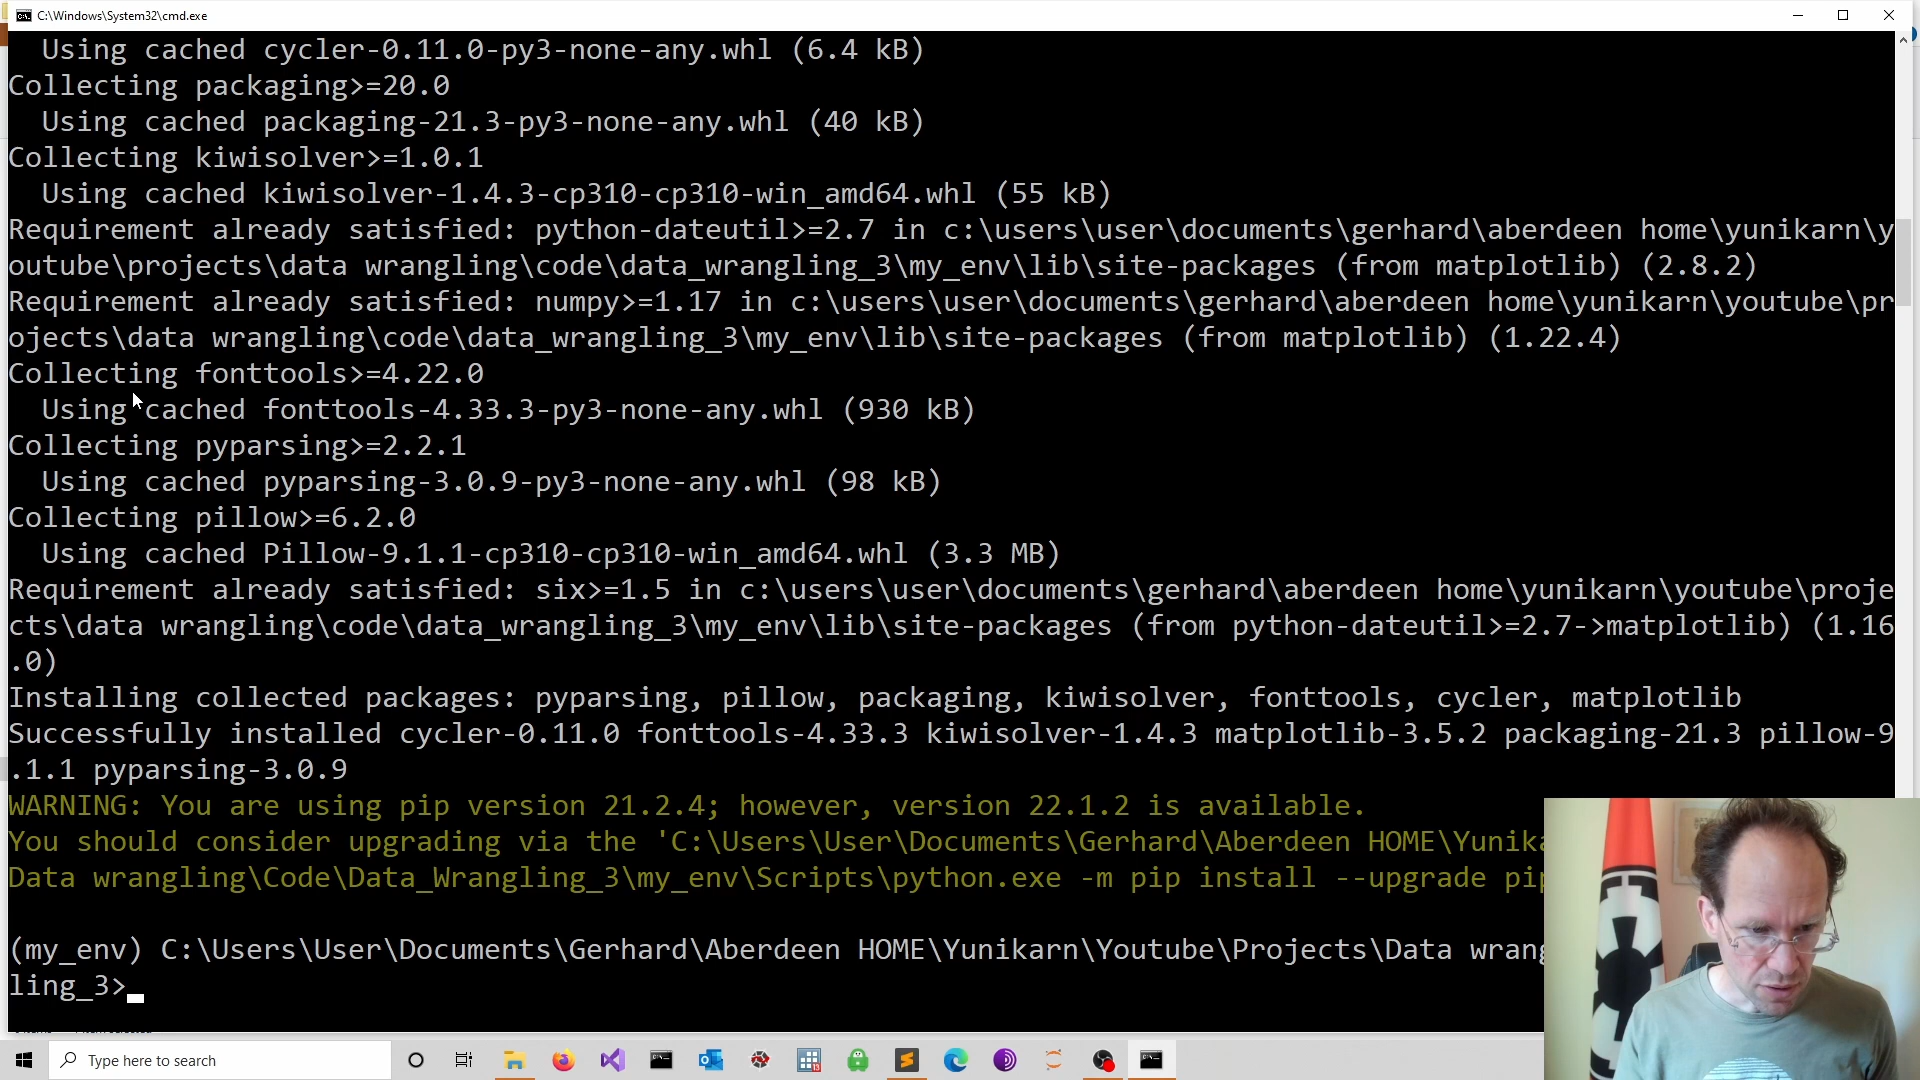 C:\Windows\System32\cmd.exe
Using cached cycler-0.11.0-py3-none-any.whl (6.4 kB)
Collecting packaging>=20.0
Using cached packaging-21.3-py3-none-any.whl (40 kB)
Collecting kiwisolver>=1.0.1
Using cached kiwisolver-1.4.3-cp310-cp310-win_amd64.whl (55 kB)
Requirement already satisfied: python-dateutil>=2.7 in c:\users\user\documents\gerhard\aberdeen home\yunikarn\y
outube\projects\data wrangling\code\data_wrangling_3\my_env\lib\site-packages (from matplotlib) (2.8.2)
Requirement already satisfied: numpy>=1.17 in c:\users\user\documents\gerhard\aberdeen home\yunikarn\youtube\pr
ojects\data wrangling\code\data_wrangling_3\my_env\lib\site-packages (from matplotlib) (1.22.4)
Collecting fonttools>=4.22.0
Using cached fonttools-4.33.3-py3-none-any.whl (930 kB)
Collecting pyparsing>=2.2.1
Using cached pyparsing-3.0.9-py3-none-any.whl (98 kB)
Collecting pillow>=6.2.0
Using cached Pillow-9.1.1-cp310-cp310-win_amd64.whl (3.3 MB)
Requirement already satisfied: six>=1.5 in c:\users\user\documents\gerhard\aberdeen home\yunikarn\youtube\proje
cts\data wrangling\code\data_wrangling_3\my_env\lib\site-packages (from python-dateutil>=2.7->matplotlib) (1.16
.0)
Installing collected packages: pyparsing, pillow, packaging, kiwisolver, fonttools, cycler, matplotlib
Successfully installed cycler-0.11.0 fonttools-4.33.3 kiwisolver-1.4.3 matplotlib-3.5.2 packaging-21.3 pillow-9
.1.1 pyparsing-3.0.9
WARNING: You are using pip version 21.2.4; however, version 22.1.2 is available.
You should consider upgrading via the 'C:\Users\User\Documents\Gerhard\Aberdeen HOME\Yunika
Data wrangling\Code\Data_Wrangling_3\my_env\Scripts\python.exe -m pip install --upgrade pip
(my_env) C:\Users\User\Documents\Gerhard\Aberdeen HOME\Yunikarn\Youtube\Projects\Data wrang
ling_3>
Type here to search